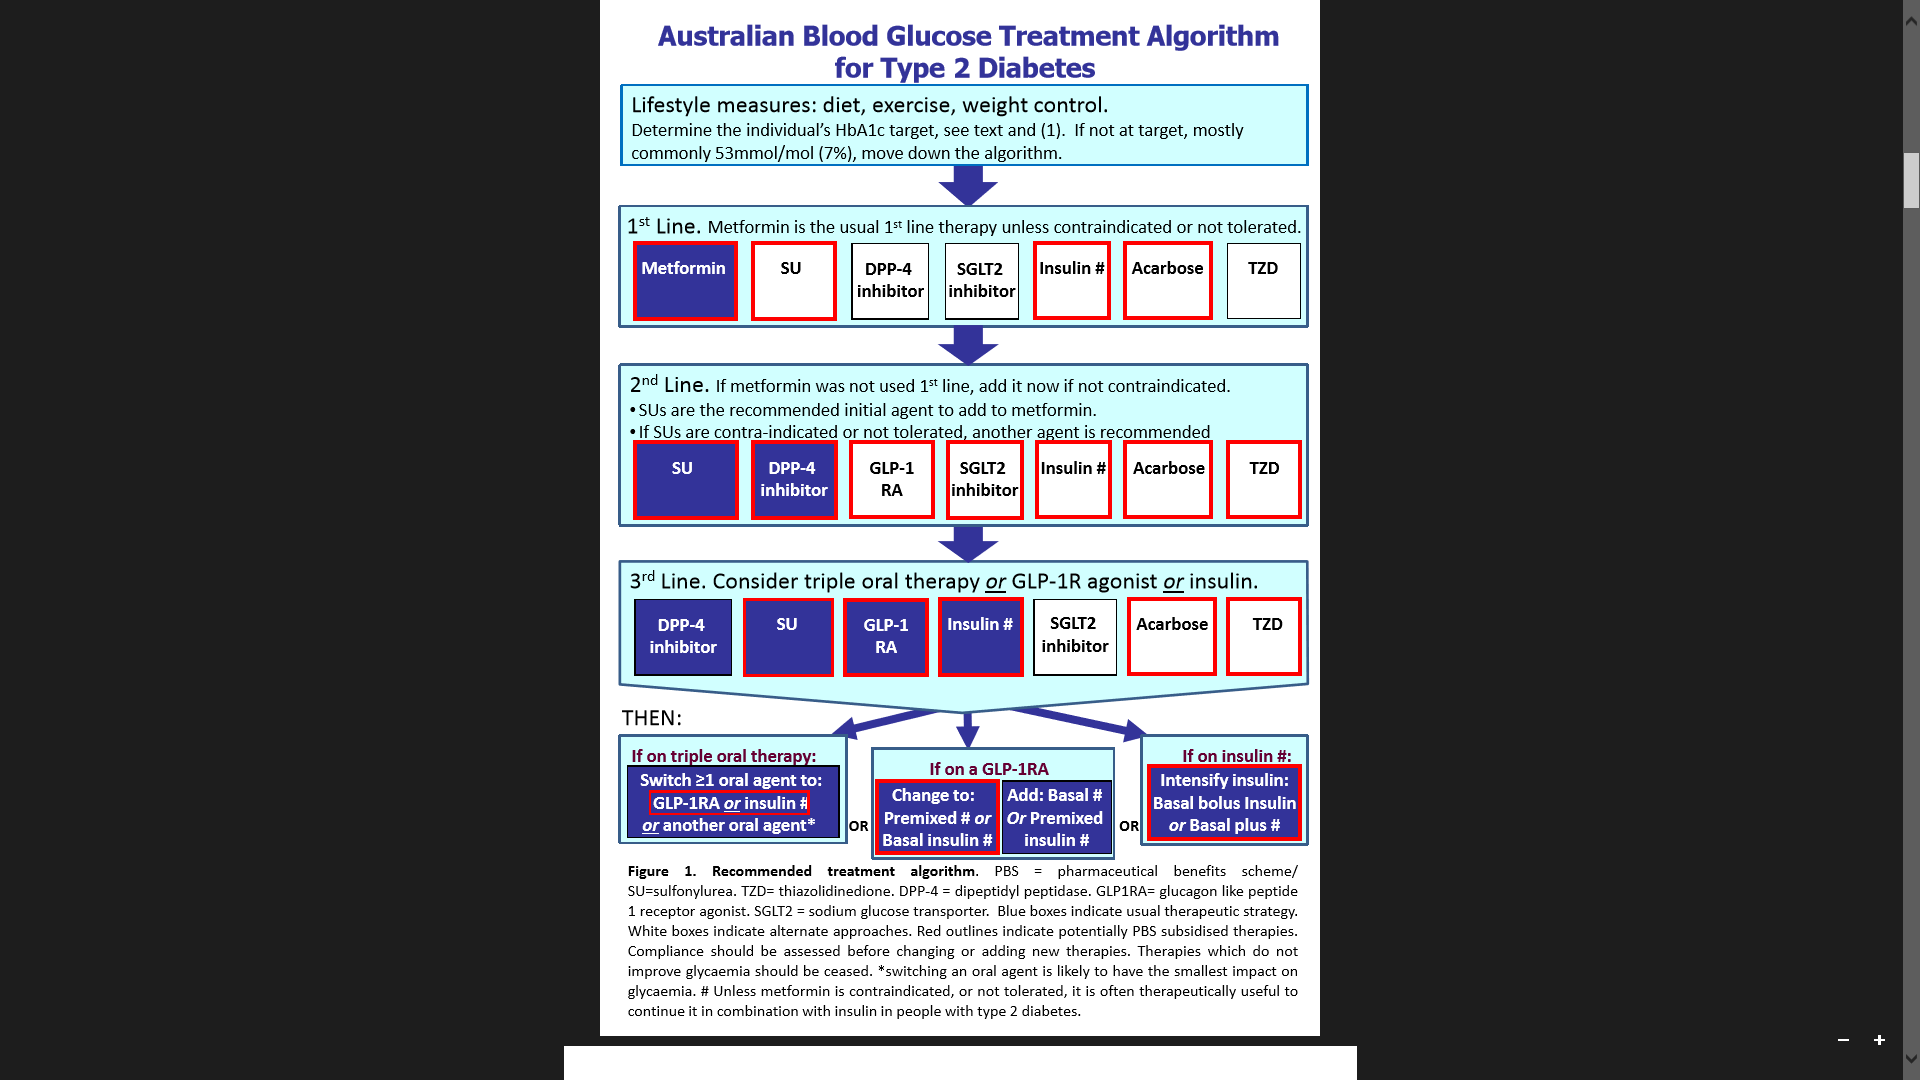 Australian Blood Glucose Treatment Algorithm
for Type 2 Diabetes
Lifestyle measures: diet, exercise, weight control.
Determine the individual’s HbA1c target, see text and (1). If not at target, mostly
commonly 53mmol/mol (7%), move down the algorithm.
1st Line. Metformin is the usual 1st line therapy unless contraindicated or not tolerated.
Metformin
SU
DPP-4
inhibitor
SGLT2
inhibitor
Insulin #
Acarbose
TZD
2nd Line. If metformin was not used 1st line, add it now if not contraindicated.
•SUs are the recommended initial agent to add to metformin.
•If SUs are contra-indicated or not tolerated, another agent is recommended
SU
DPP-4
inhibitor
GLP-1
RA
SGLT2
inhibitor
Insulin #
Acarbose
TZD
3rd Line. Consider triple oral therapy or GLP-1R agonist or insulin.
DPP-4
inhibitor
SU
GLP-1
RA
Insulin #
SGLT2
inhibitor
Acarbose
TZD
THEN:
If on triple oral therapy:
Switch ≥1 oral agent to:
GLP-1RA or insulin #
or another oral agent*
OR
If on a GLP-1RA
Change to:
Premixed # or
Basal insulin #
Add: Basal #
Or Premixed
insulin #
OR
If on insulin #:
Intensify insulin:
Basal bolus Insulin
or Basal plus #
Figure 1. Recommended treatment algorithm. PBS = pharmaceutical benefits scheme/
SU=sulfonylurea. TZD= thiazolidinedione. DPP-4 = dipeptidyl peptidase. GLP1RA= glucagon like peptide
1 receptor agonist. SGLT2 = sodium glucose transporter. Blue boxes indicate usual therapeutic strategy.
White boxes indicate alternate approaches. Red outlines indicate potentially PBS subsidised therapies.
Compliance should be assessed before changing or adding new therapies. Therapies which do not
improve glycaemia should be ceased. *switching an oral agent is likely to have the smallest impact on
glycaemia. # Unless metformin is contraindicated, or not tolerated, it is often therapeutically useful to
continue it in combination with insulin in people with type 2 diabetes.